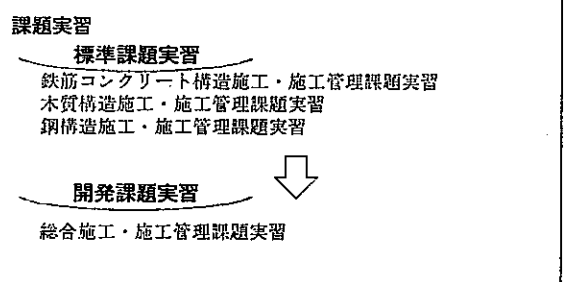 課題実習
標準課題実習
鉄筋コンクリート構造施工・施工管理課題実習
木質構造施工・施工管理課題実習
鋼構造施工・施工管理課題実習
開発課題実習
総合施工・施工管理課題実習